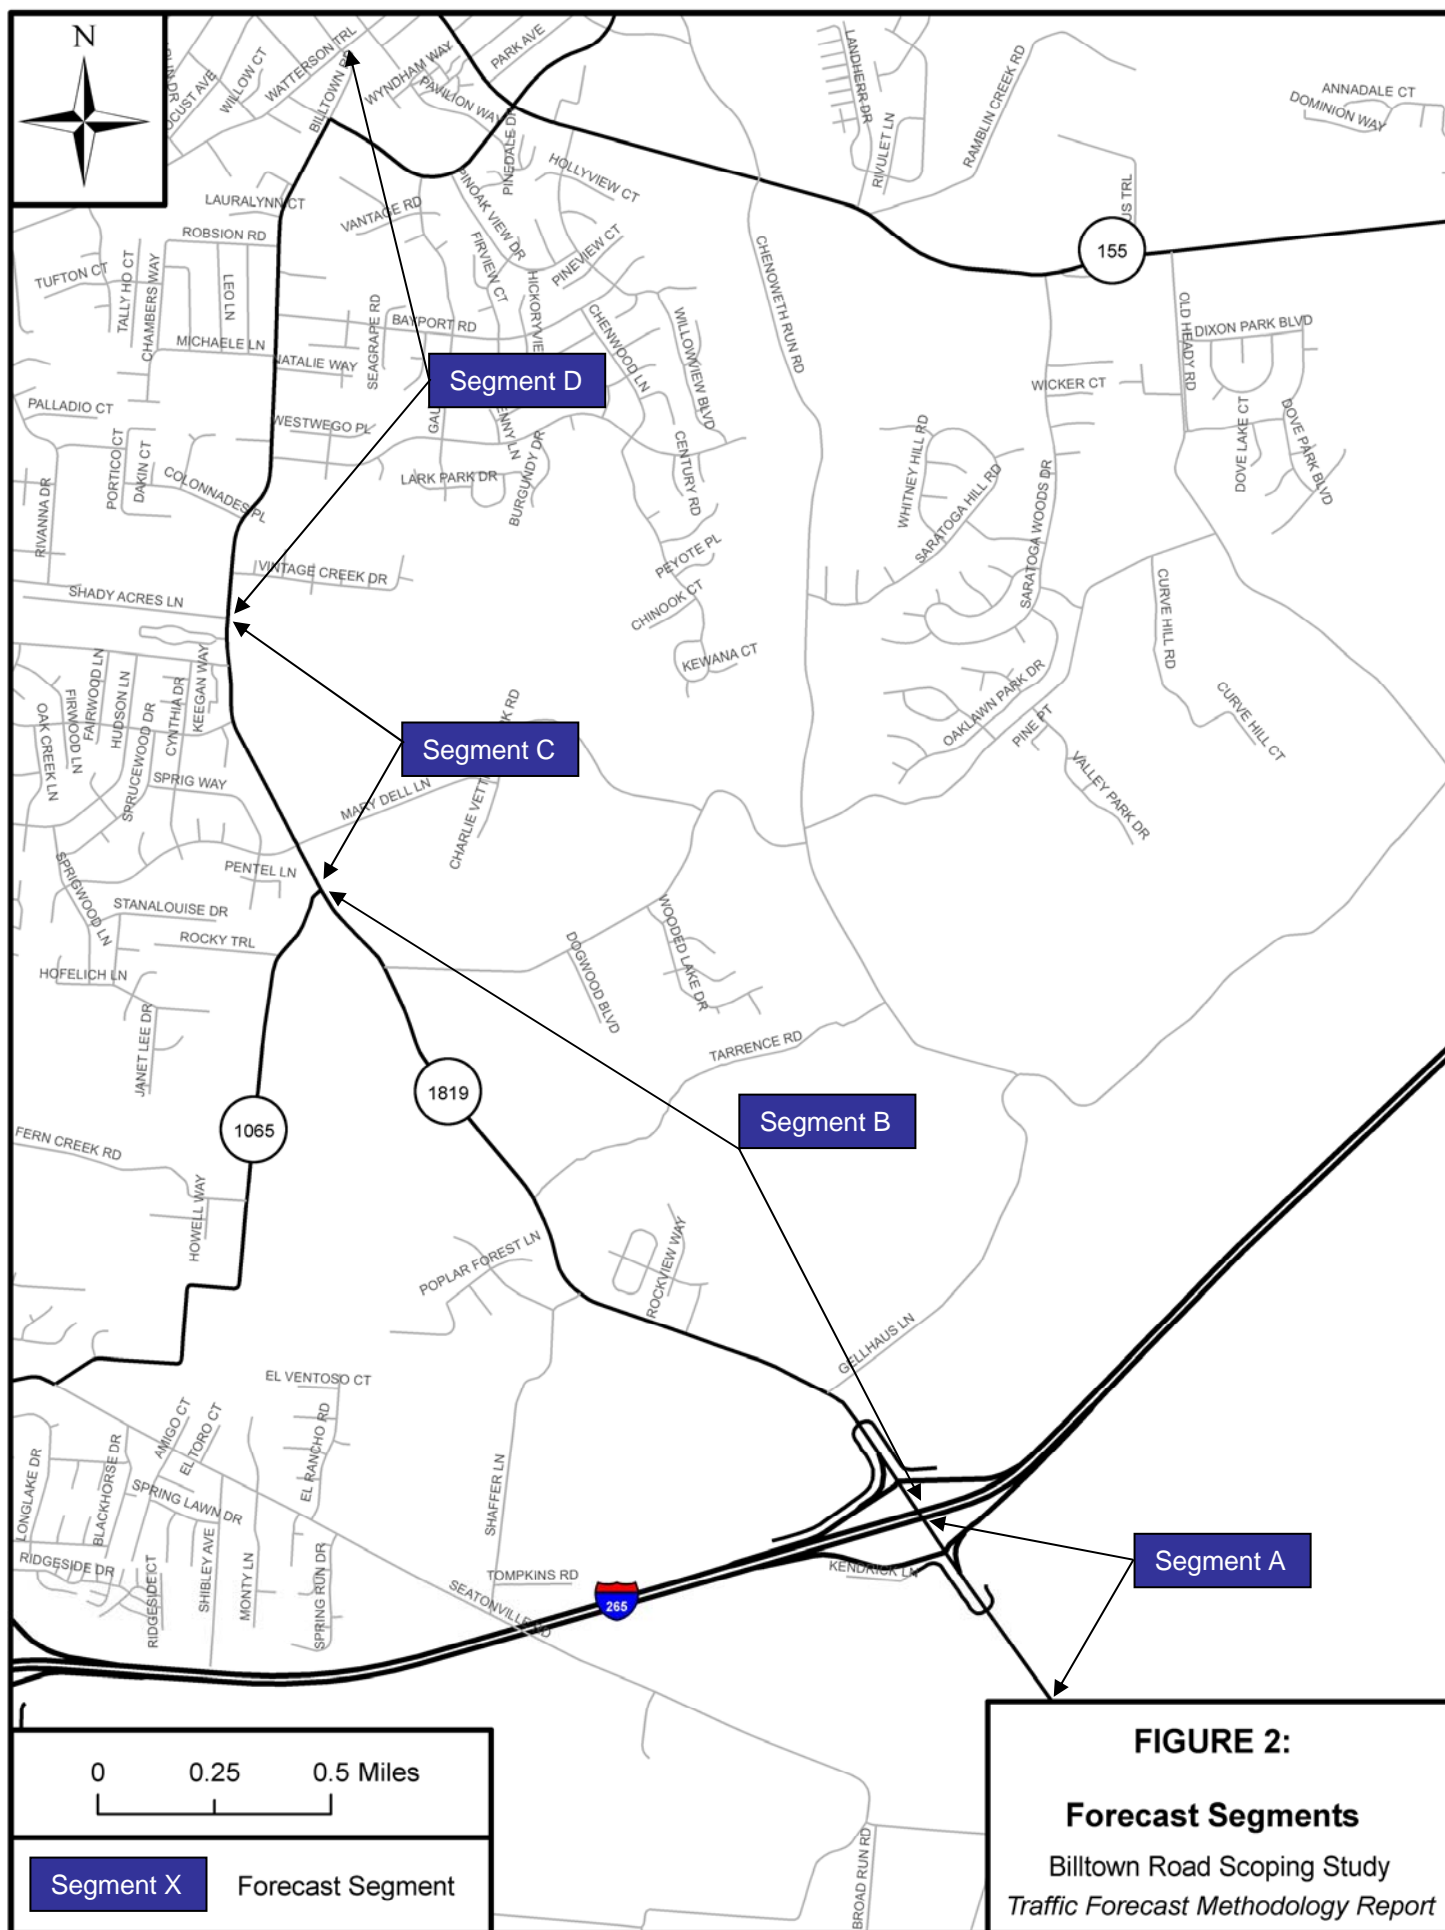 N
LOCUST AVE
WILLOW CT
WATTERSON TRL
WYNDHAM WAY
PARK AVE
PAVILION WAY
PINEDALE DR
LANDHERR DR
RIVULET LN
RAMBLIN CREEK RD
ANNADALE CT
DOMINION WAY
HOLLYVIEW CT
LAURALYNN CT
VANTAGE RD
PINOAK VIEW DR
US TRL
ROBSION RD
155
TUFTON CT
TALLY HO CT
CHAMBERS WAY
LEO LN
FIRVIEW CT
PINEVIEW CT
CHENOWETH RUN RD
SEAGRAPE RD
BAYPORT RD
CHENWOOD LN
WILLOWVIEW BLVD
OLD HEADY RD
DIXON PARK BLVD
MICHAELE LN
NATALIE WAY
Segment D
WICKER CT
PALLADIO CT
PORTICO CT
DAKIN CT
WESTWEGO PL
COLONNADES PL
LARK PARK DR
BURGUNDY DR
CENTURY RD
WHITNEY HILL RD
SARATOGA HILL RD
SARATOGA WOODS DR
DOVE LAKE CT
DOVE PARK BLVD
RIVANNA DR
VINTAGE CREEK DR
PEYOTE PL
CHINOOK CT
CURVE HILL RD
SHADY ACRES LN
KEWANA CT
OAK CREEK LN
FIRWOOD LN
FAIRWOOD LN
HUDSON LN
SPRUCEWOOD DR
CYNTHIA DR
KEEGAN WAY
OAKLAWN PARK DR
PINE PT
CURVE HILL CT
Segment C
SPRIG WAY
MARY DELL LN
VALLEY PARK DR
SPRIGWOOD LN
PENTEL LN
STANALOUISE DR
ROCKY TRL
HOFELICH LN
JANET LEE DR
DOGWOOD BLVD
WOODED LAKE DR
TARRENCE RD
1819
1065
Segment B
FERN CREEK RD
HOWELL WAY
POPLAR FOREST LN
ROCKVIEW WAY
GELLHAUS LN
EL VENTOSO CT
AMIGO CT
EL TORO CT
EL RANCHO RD
LONGLAKE DR
BLACKHORSE DR
SPRING LAWN DR
SHAFFER LN
RIDGESIDE DR
RIDGESIDE CT
SHIBLEY AVE
MONTY LN
SPRING RUN DR
TOMPKINS RD
SEATONVILLE RD
265
KENDRICK LN
Segment A
BROAD RUN RD
0 0.25 0.5 Miles
Segment X Forecast Segment
FIGURE 2:
Forecast Segments
Billtown Road Scoping Study
Traffic Forecast Methodology Report